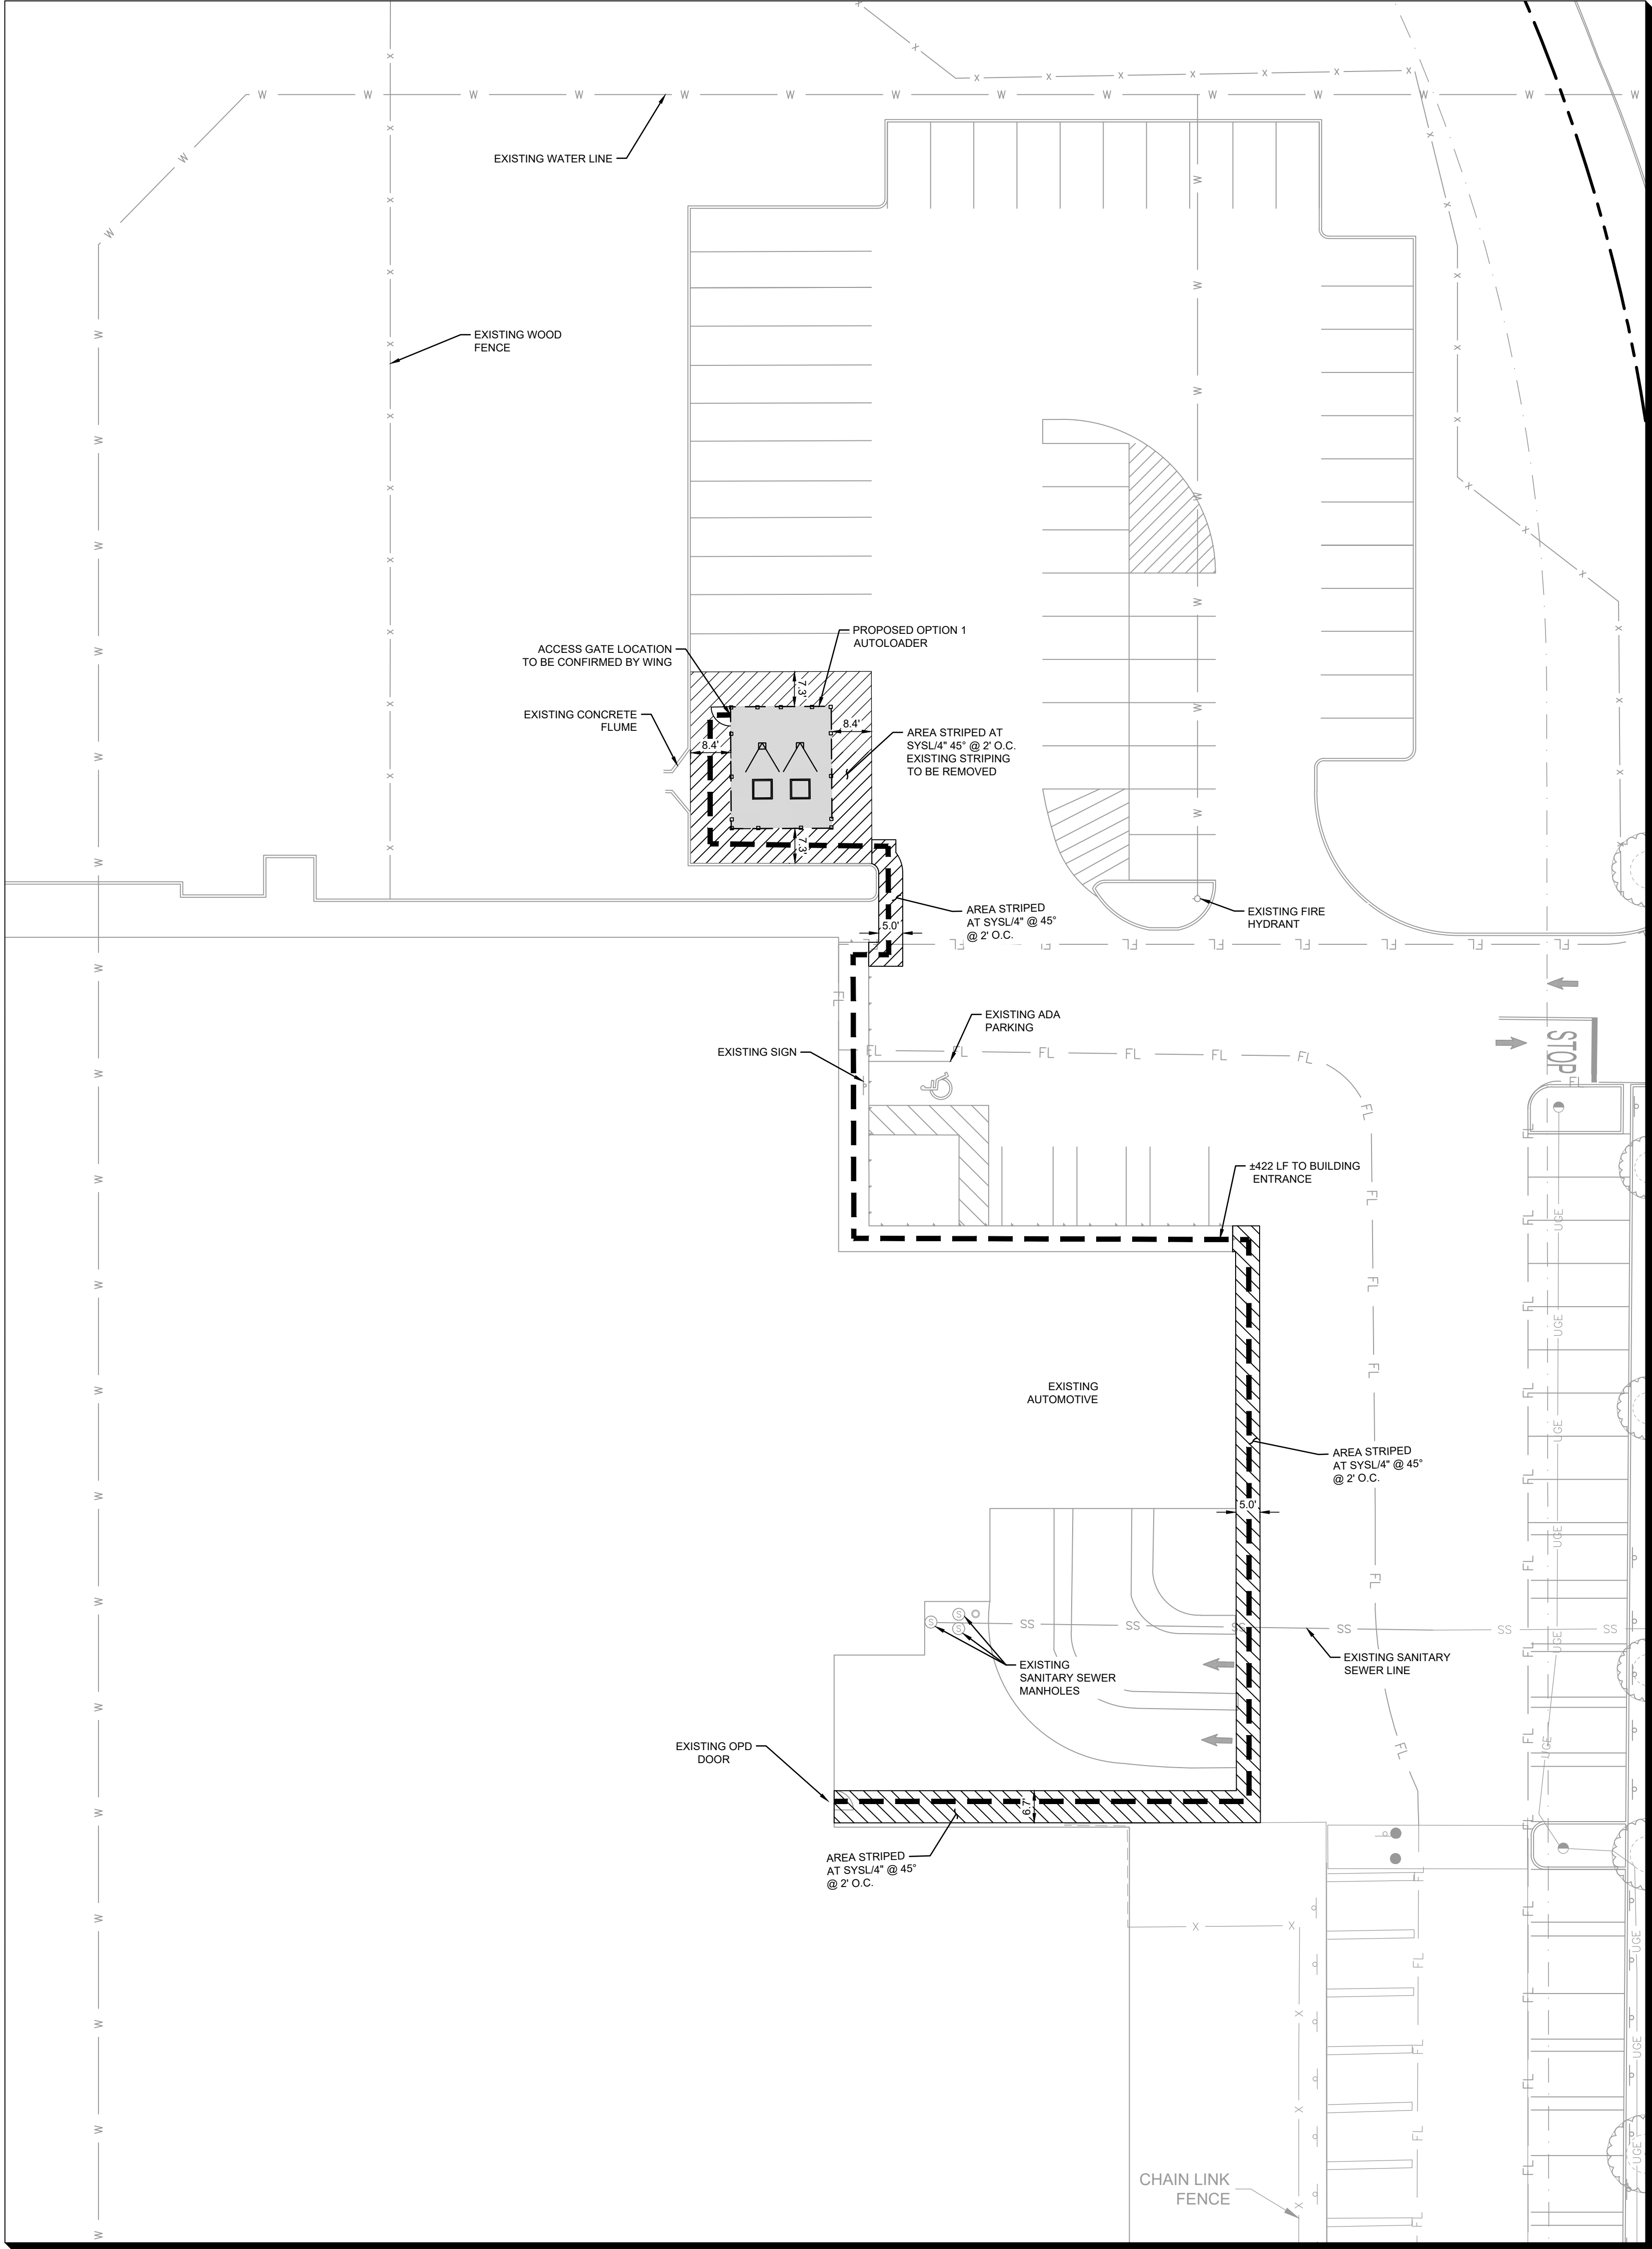 EXISTING WATER LINE
EXISTING WOOD
FENCE
PROPOSED OPTION 1
AUTOLOADER
ACCESS GATE LOCATION
TO BE CONFIRMED BY WING
7.3'
EXISTING CONCRETE
FLUME
8.4'
8.4'
AREA STRIPED AT
SYSL/4" 45° @ 2' O.C.
EXISTING STRIPING
TO BE REMOVED
7.3'
AREA STRIPED
AT SYSL/4" @ 45°
@ 2' O.C.
5.0'
EXISTING FIRE
HYDRANT
EXISTING ADA
PARKING
EXISTING SIGN
STOP
±422 LF TO BUILDING
ENTRANCE
EXISTING
AUTOMOTIVE
AREA STRIPED
AT SYSL/4" @ 45°
@ 2' O.C.
5.0'
EXISTING
SANITARY SEWER
MANHOLES
EXISTING SANITARY
SEWER LINE
EXISTING OPD
DOOR
6.7'
AREA STRIPED
AT SYSL/4" @ 45°
@ 2' O.C.
CHAIN LINK
FENCE
W
X
FL
SS
UGE
S